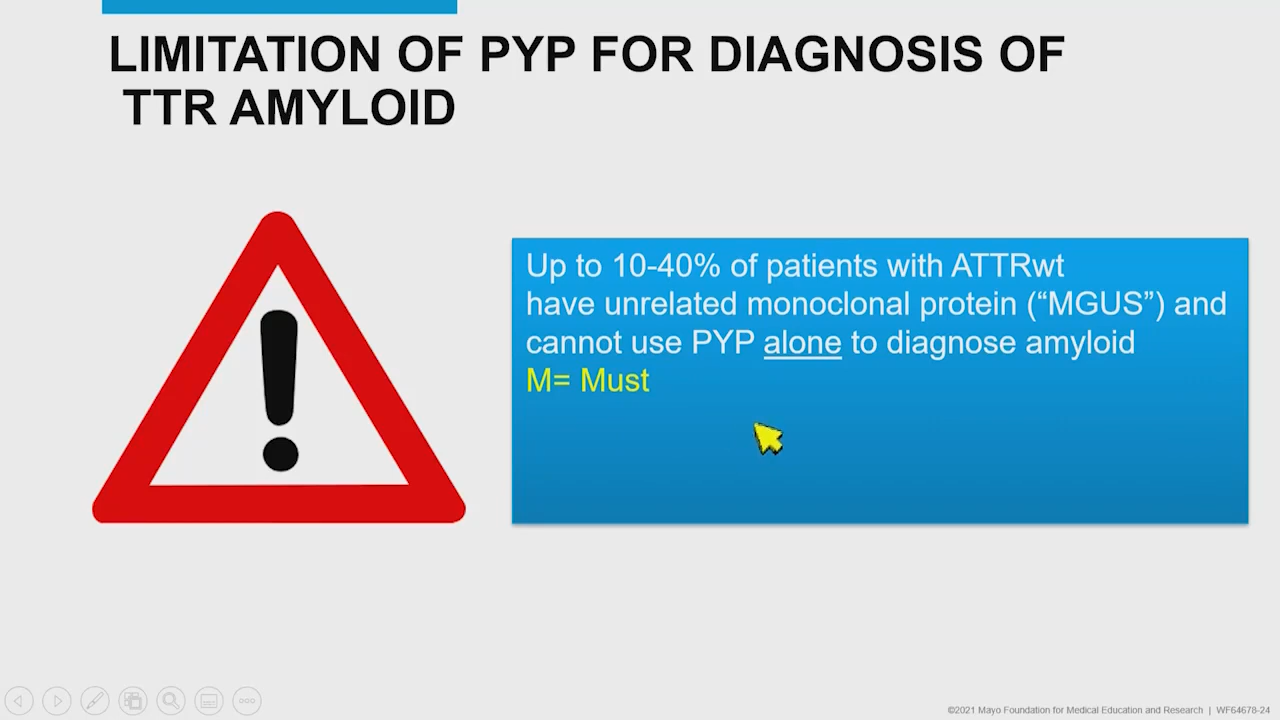 LIMITATION OF PYP FOR DIAGNOSIS OF
TTR AMYLOID
Up to 10-40% of patients with ATTRwt
have unrelated monoclonal protein (“MGUS”) and
cannot use PYP alone to diagnose amyloid
M= Must
©2021 Mayo Foundation for Medical Education and Research | WF64678-24